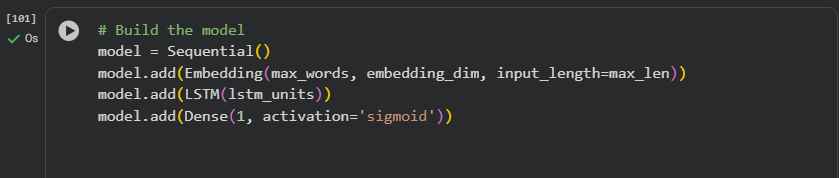 [101]
0s
# Build the model
model = Sequential()
model.add(Embedding(max_words, embedding_dim, input_length=max_len))
model.add(LSTM(lstm_units))
model.add(Dense(1, activation='sigmoid'))